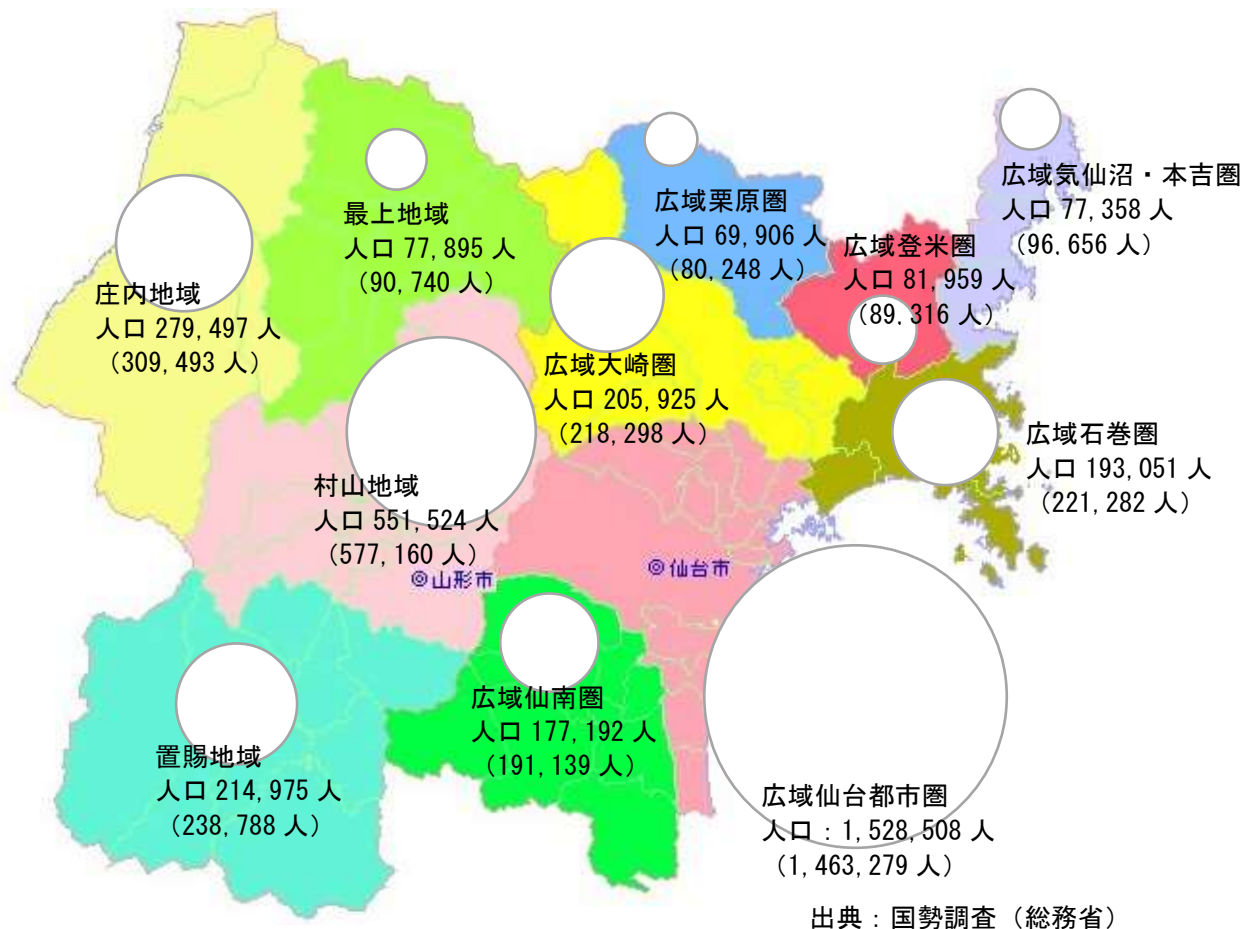 広域気仙沼・本吉圏
人口 77,358 人
(96,656 人)
広域栗原圏
人口 69,906 人
(80,248 人)
最上地域
人口 77,895 人
(90,740 人)
広域登米圏
人口 81,959 人
(89,316 人)
庄内地域
人口 279,497 人
(309,493 人)
広域大崎圏
人口 205,925 人
(218,298 人)
広域石巻圏
人口 193,051 人
(221,282 人)
村山地域
人口 551,524 人
(577,160 人)
◎山形市
◎仙台市
広域仙南圏
人口 177,192 人
(191,139 人)
置賜地域
人口 214,975 人
(238,788 人)
広域仙台都市圏
人口：1,528,508 人
(1,463,279 人)
出典：国勢調査（総務省）